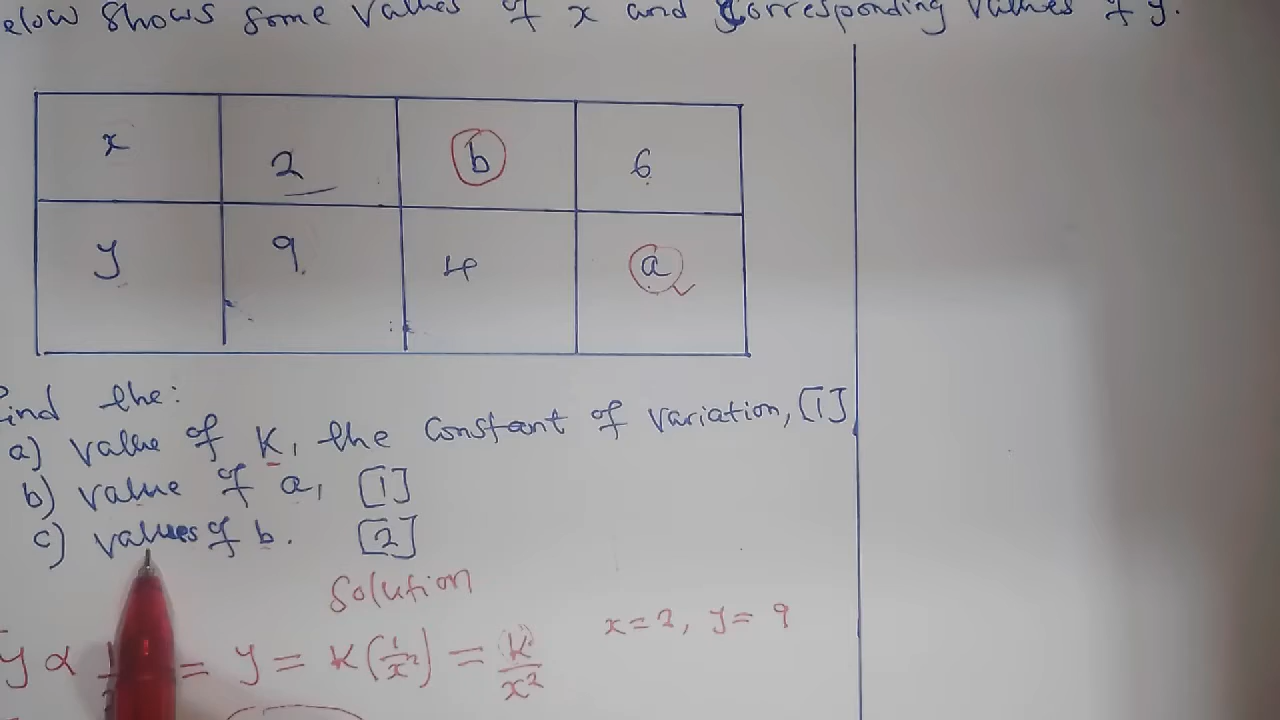 elow shows some values of x and corresponding values of y.
x 2 b 6
y 9 4 a
Find the:
a) value of K, the constant of variation, [1]
b) value of a, [1]
c) values of b. [2]
Solution
x = 2, y = 9
y ∝ 1 = y = K(1/x²) = K/x²